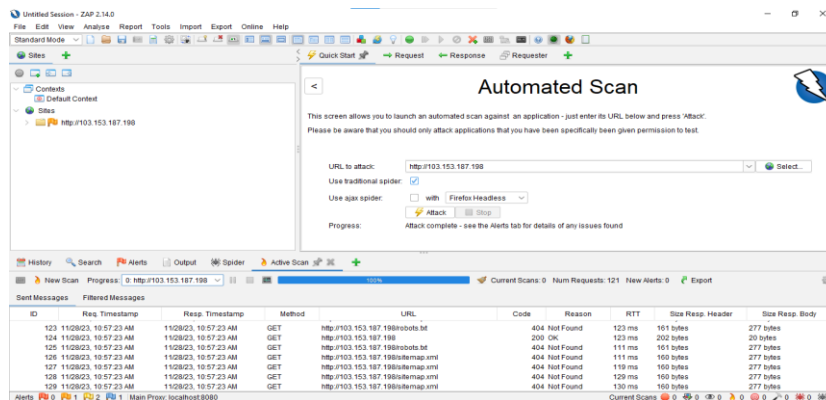 Untitled Session - ZAP 2.14.0
File Edit View Analyse Report Tools Import Export Online Help
Standard Mode
Sites
Quick Start Request Response Requester
Contexts
Default Context
Sites
http://103.153.187.198
<
Automated Scan
This screen allows you to launch an automated scan against an application - just enter its URL below and press 'Attack'.
Please be aware that you should only attack applications that you have been specifically been given permission to test.
URL to attack: http://103.153.187.198 Select...
Use traditional spider:
Use ajax spider: with Firefox Headless
Attack Stop
Progress: Attack complete - see the Alerts tab for details of any issues found
History Search Alerts Output Spider Active Scan
New Scan Progress: 0: http://103.153.187.198 100% Current Scans: 0 Num Requests: 121 New Alerts: 0 Export
Sent Messages Filtered Messages
ID Req. Timestamp Resp. Timestamp Method URL Code Reason RTT Size Resp. Header Size Resp. Body
123 11/28/23, 10:57:23 AM 11/28/23, 10:57:23 AM GET http://103.153.187.198/robots.txt 404 Not Found 123 ms 161 bytes 277 bytes
124 11/28/23, 10:57:23 AM 11/28/23, 10:57:23 AM GET http://103.153.187.198 200 OK 123 ms 202 bytes 20 bytes
125 11/28/23, 10:57:23 AM 11/28/23, 10:57:23 AM GET http://103.153.187.198/robots.txt 404 Not Found 111 ms 161 bytes 277 bytes
126 11/28/23, 10:57:23 AM 11/28/23, 10:57:23 AM GET http://103.153.187.198/sitemap.xml 404 Not Found 111 ms 160 bytes 277 bytes
127 11/28/23, 10:57:23 AM 11/28/23, 10:57:23 AM GET http://103.153.187.198/sitemap.xml 404 Not Found 119 ms 160 bytes 277 bytes
128 11/28/23, 10:57:23 AM 11/28/23, 10:57:23 AM GET http://103.153.187.198/sitemap.xml 404 Not Found 129 ms 161 bytes 277 bytes
129 11/28/23, 10:57:23 AM 11/28/23, 10:57:23 AM GET http://103.153.187.198/sitemap.xml 404 Not Found 130 ms 160 bytes 277 bytes
Alerts 0 1 2 1 Main Proxy: localhost:8080 Current Scans 0 0 0 0 0 0 0